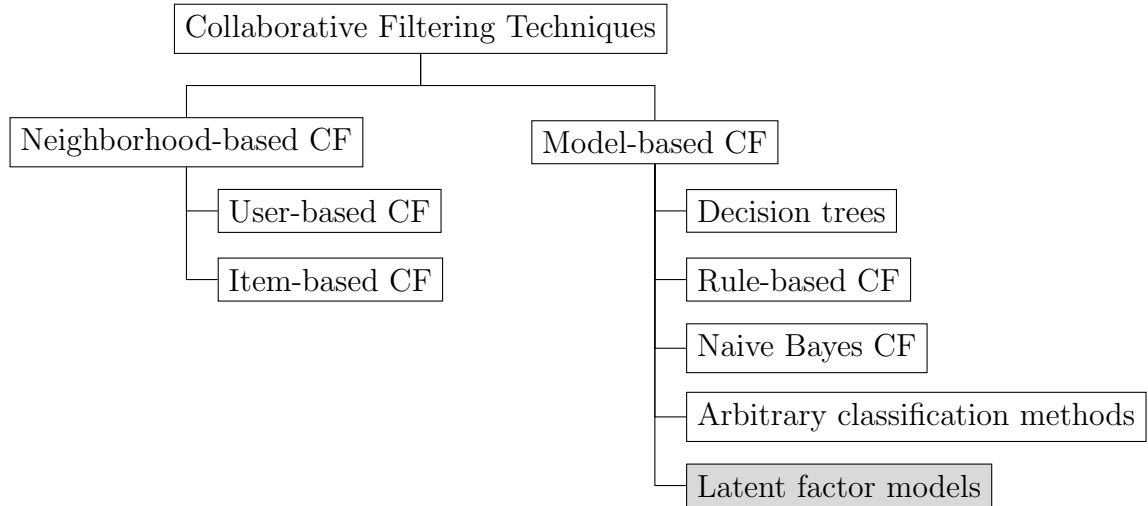 Collaborative Filtering Techniques
Neighborhood-based CF
User-based CF
Item-based CF
Model-based CF
Decision trees
Rule-based CF
Naive Bayes CF
Arbitrary classification methods
Latent factor models